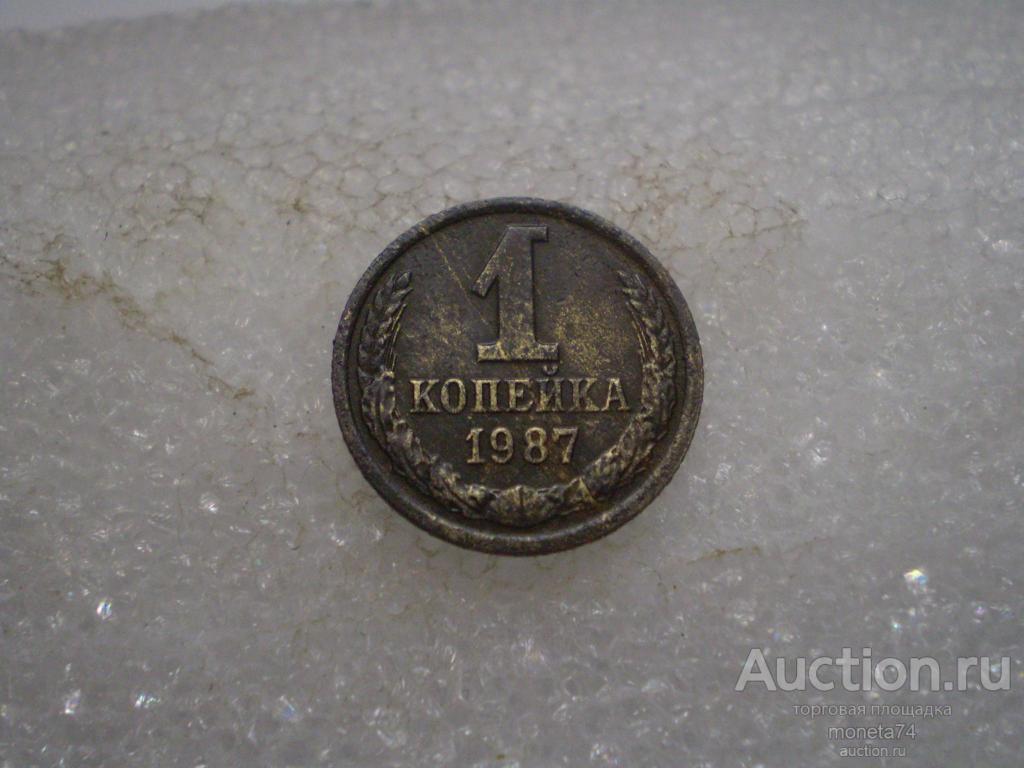 1
КОПЕЙКА
1987
Auction.ru
торговая площадка
moneta74
auction.ru